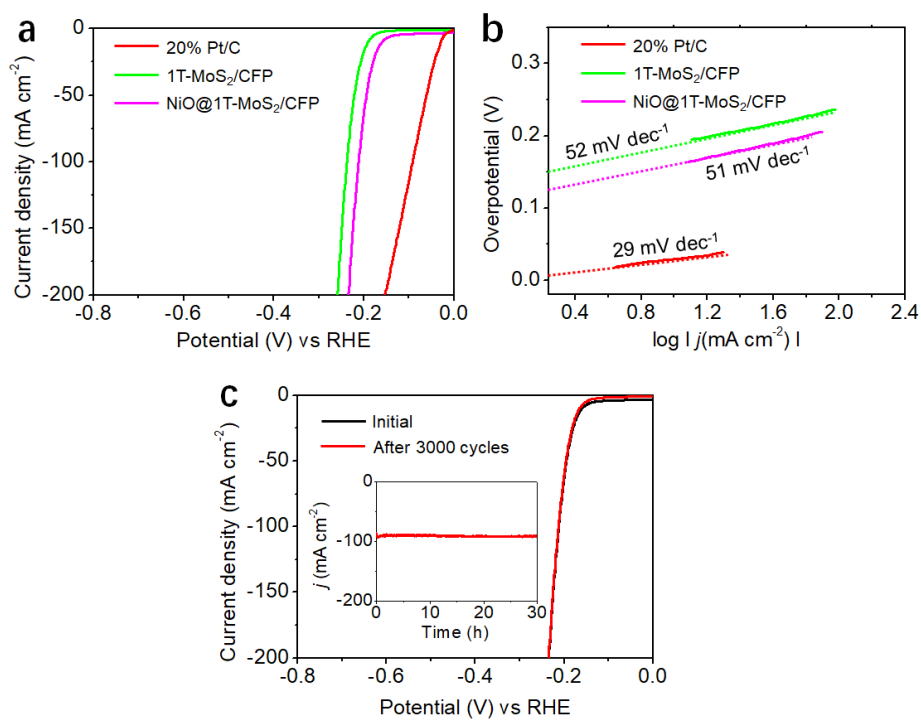 a
20% Pt/C
1T-MoS₂/CFP
NiO@1T-MoS₂/CFP
0
-50
-100
-150
-200
Current density (mA cm⁻²)
-0.8
-0.6
-0.4
-0.2
0.0
Potential (V) vs RHE
b
20% Pt/C
1T-MoS₂/CFP
NiO@1T-MoS₂/CFP
0.3
0.2
0.1
0.0
Overpotential (V)
52 mV dec⁻¹
51 mV dec⁻¹
29 mV dec⁻¹
0.4
0.8
1.2
1.6
2.0
2.4
log I j(mA cm⁻²) I
c
Initial
After 3000 cycles
0
-50
-100
-150
-200
Current density (mA cm⁻²)
0
-100
-200
j (mA cm⁻²)
0
10
20
30
Time (h)
-0.8
-0.6
-0.4
-0.2
0.0
Potential (V) vs RHE